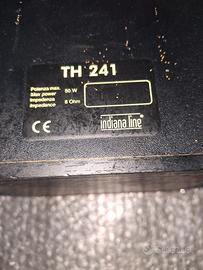 TH 241
Potenza max. 50 W
Max power
Impedenza 8 Ohm
Impedance
CE
indiana line